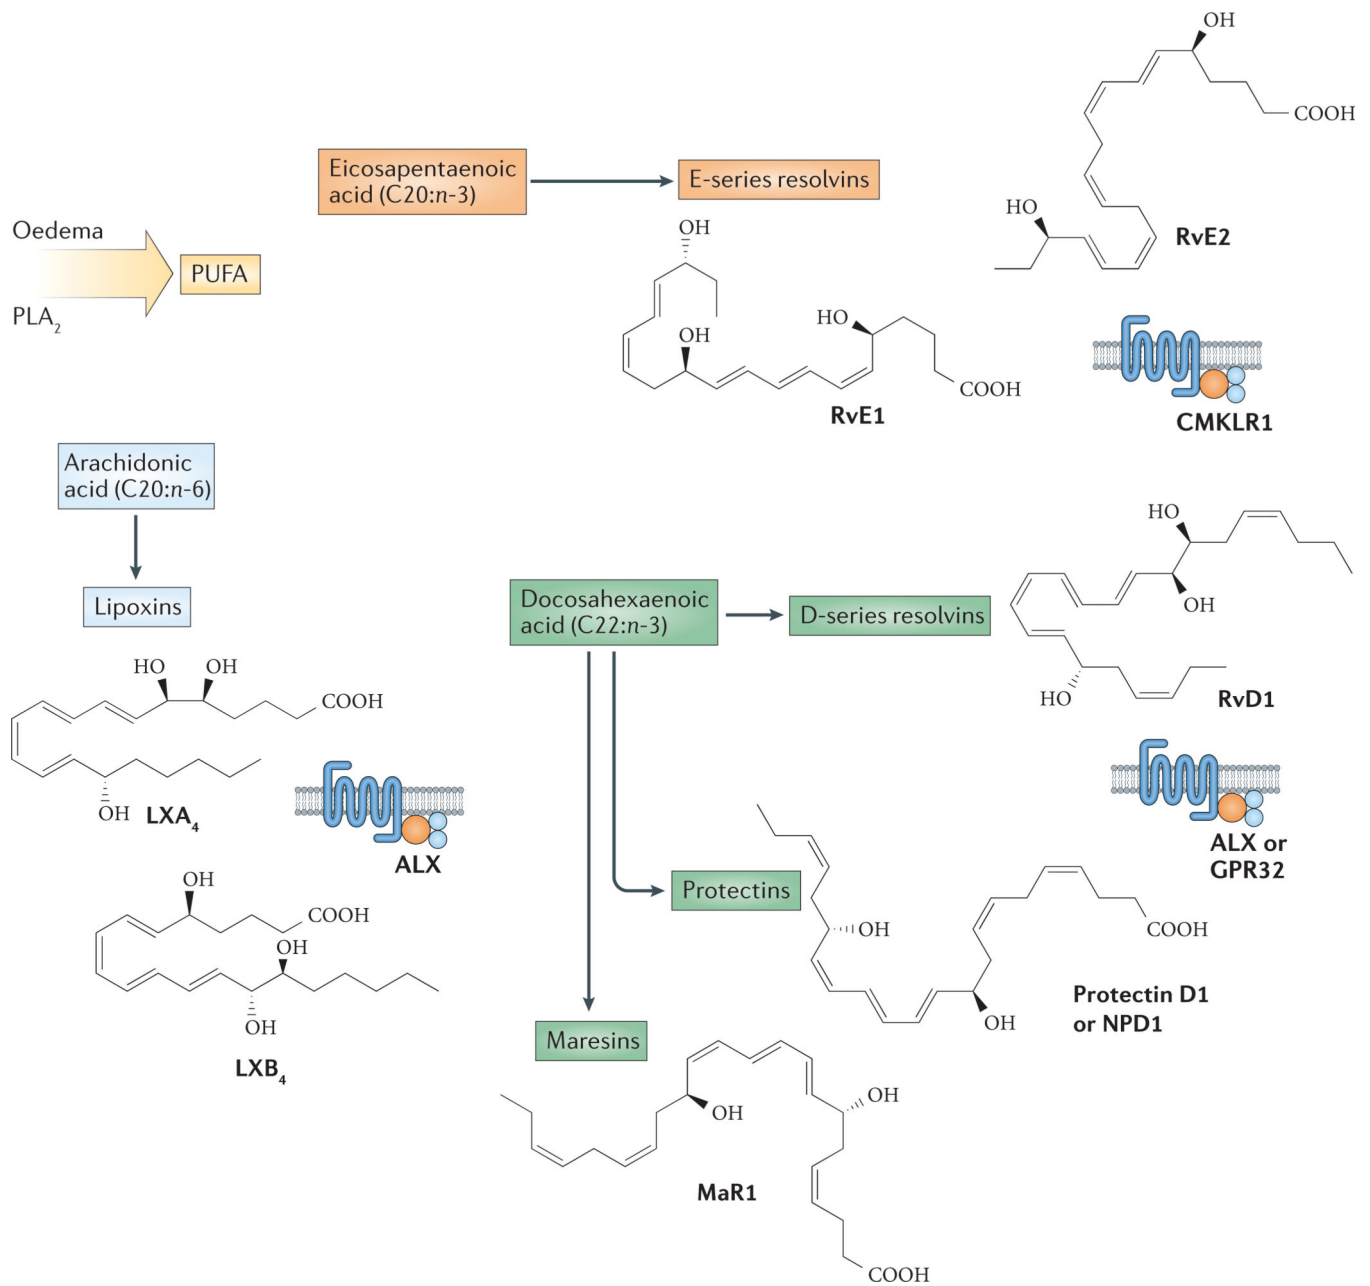 OH
COOH
HO
RvE2
Eicosapentaenoic
acid (C20:n-3)
E-series resolvins
Oedema
PUFA
PLA₂
OH
OH
HO
COOH
RvE1
CMKLR1
Arachidonic
acid (C20:n-6)
Lipoxins
HO
OH
COOH
OH
LXA₄
ALX
OH
COOH
OH
OH
LXB₄
Docosahexaenoic
acid (C22:n-3)
D-series resolvins
HO
OH
HO
RvD1
ALX or
GPR32
Protectins
OH
COOH
OH
Protectin D1
or NPD1
Maresins
OH
OH
MaR1
COOH